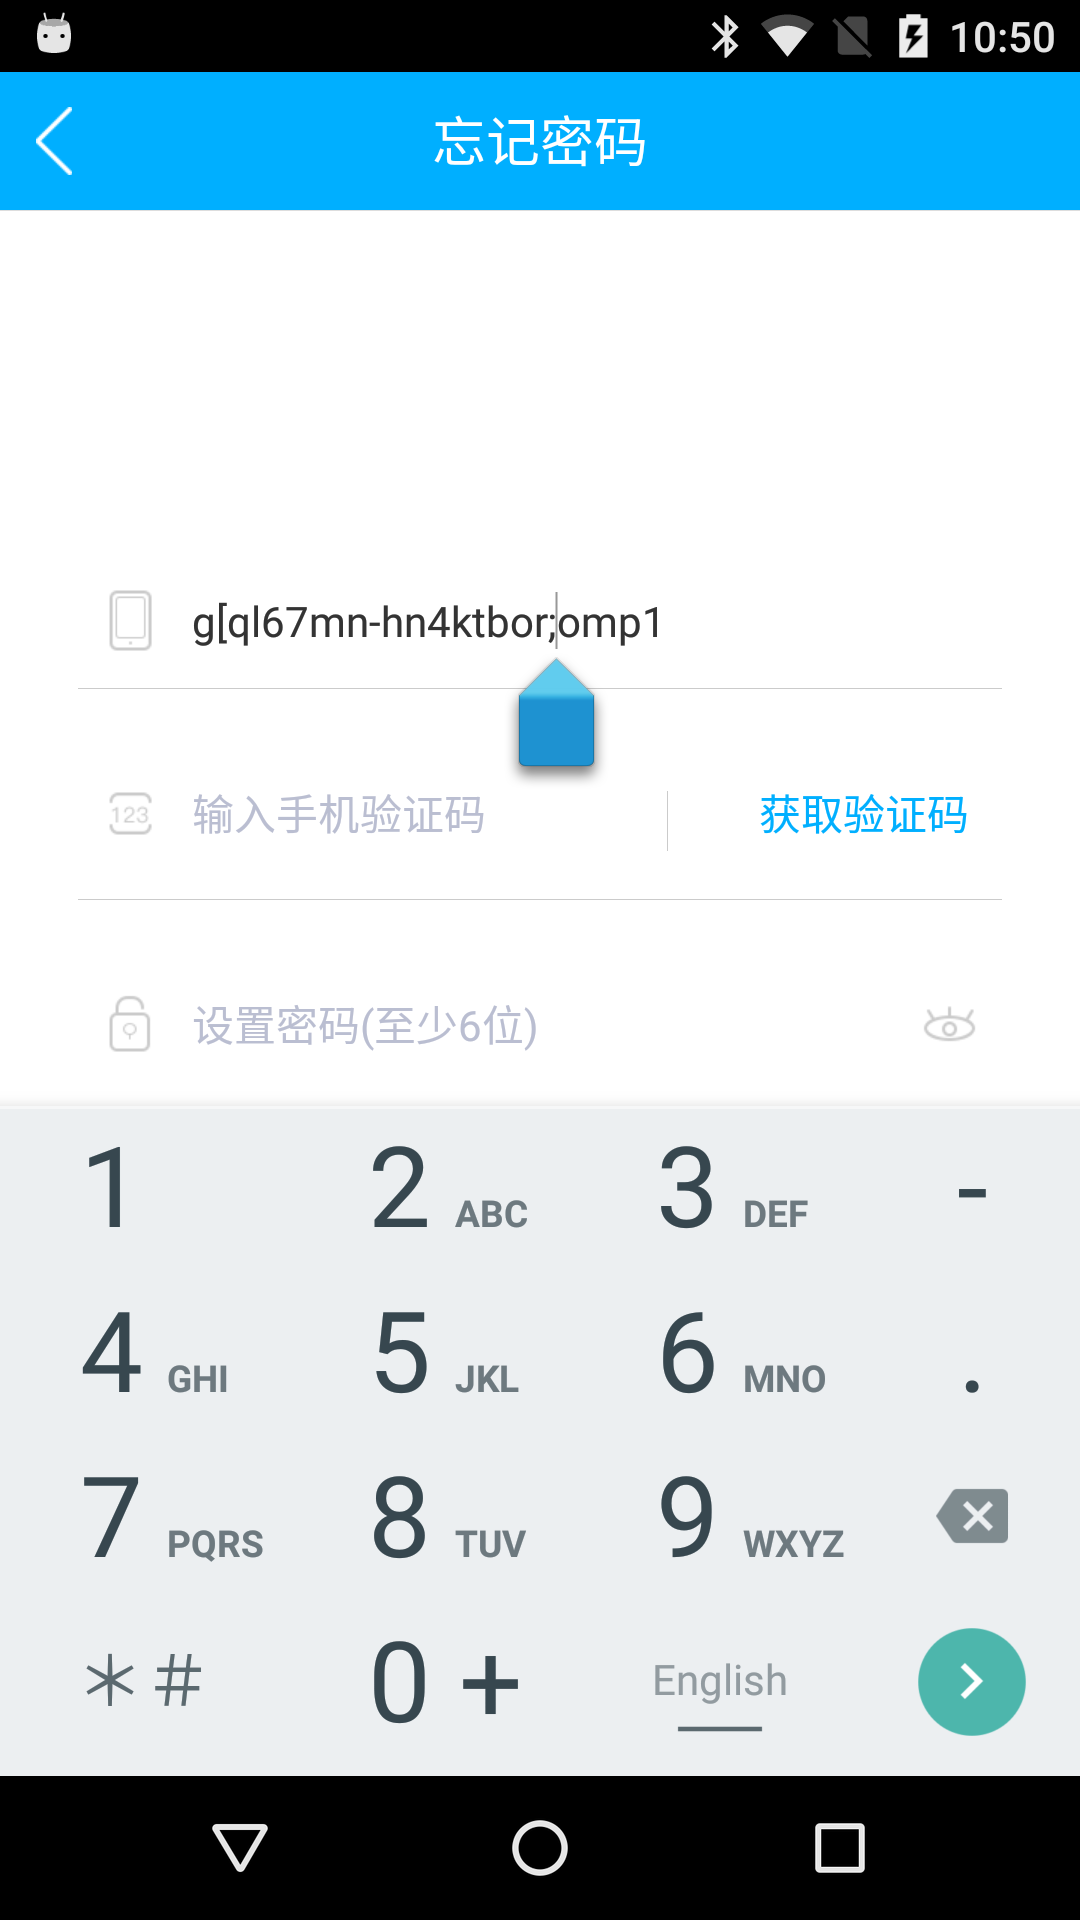 10:50
忘记密码
g[ql67mn-hn4ktbor;omp1
123 输入手机验证码 获取验证码
设置密码(至少6位)
1 2 ABC 3 DEF -
4 GHI 5 JKL 6 MNO .
7 PQRS 8 TUV 9 WXYZ
*# 0 + English